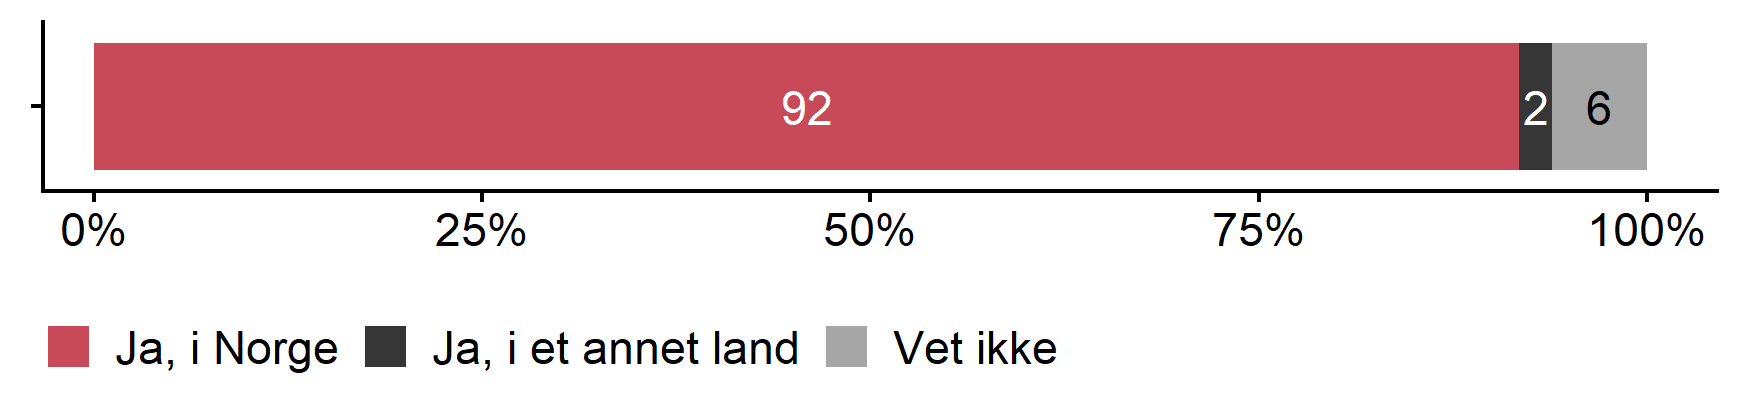 92 2 6
0% 25% 50% 75% 100%
Ja, i Norge Ja, i et annet land Vet ikke